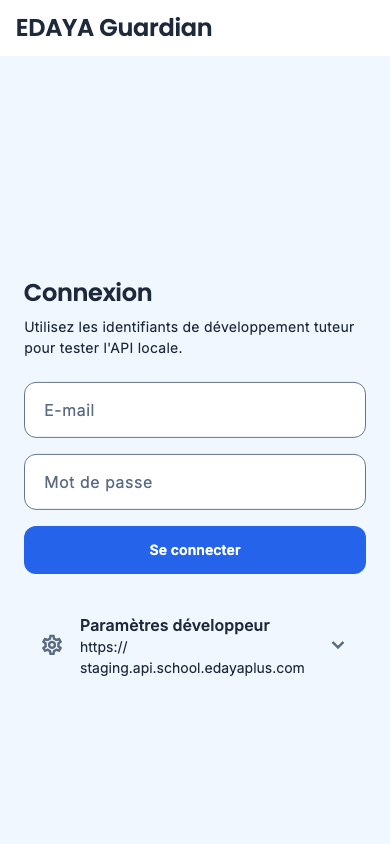 EDAYA Guardian
Connexion
Utilisez les identifiants de développement tuteur
pour tester l'API locale.
E-mail
Mot de passe
Se connecter
Paramètres développeur
https://
staging.api.school.edayaplus.com